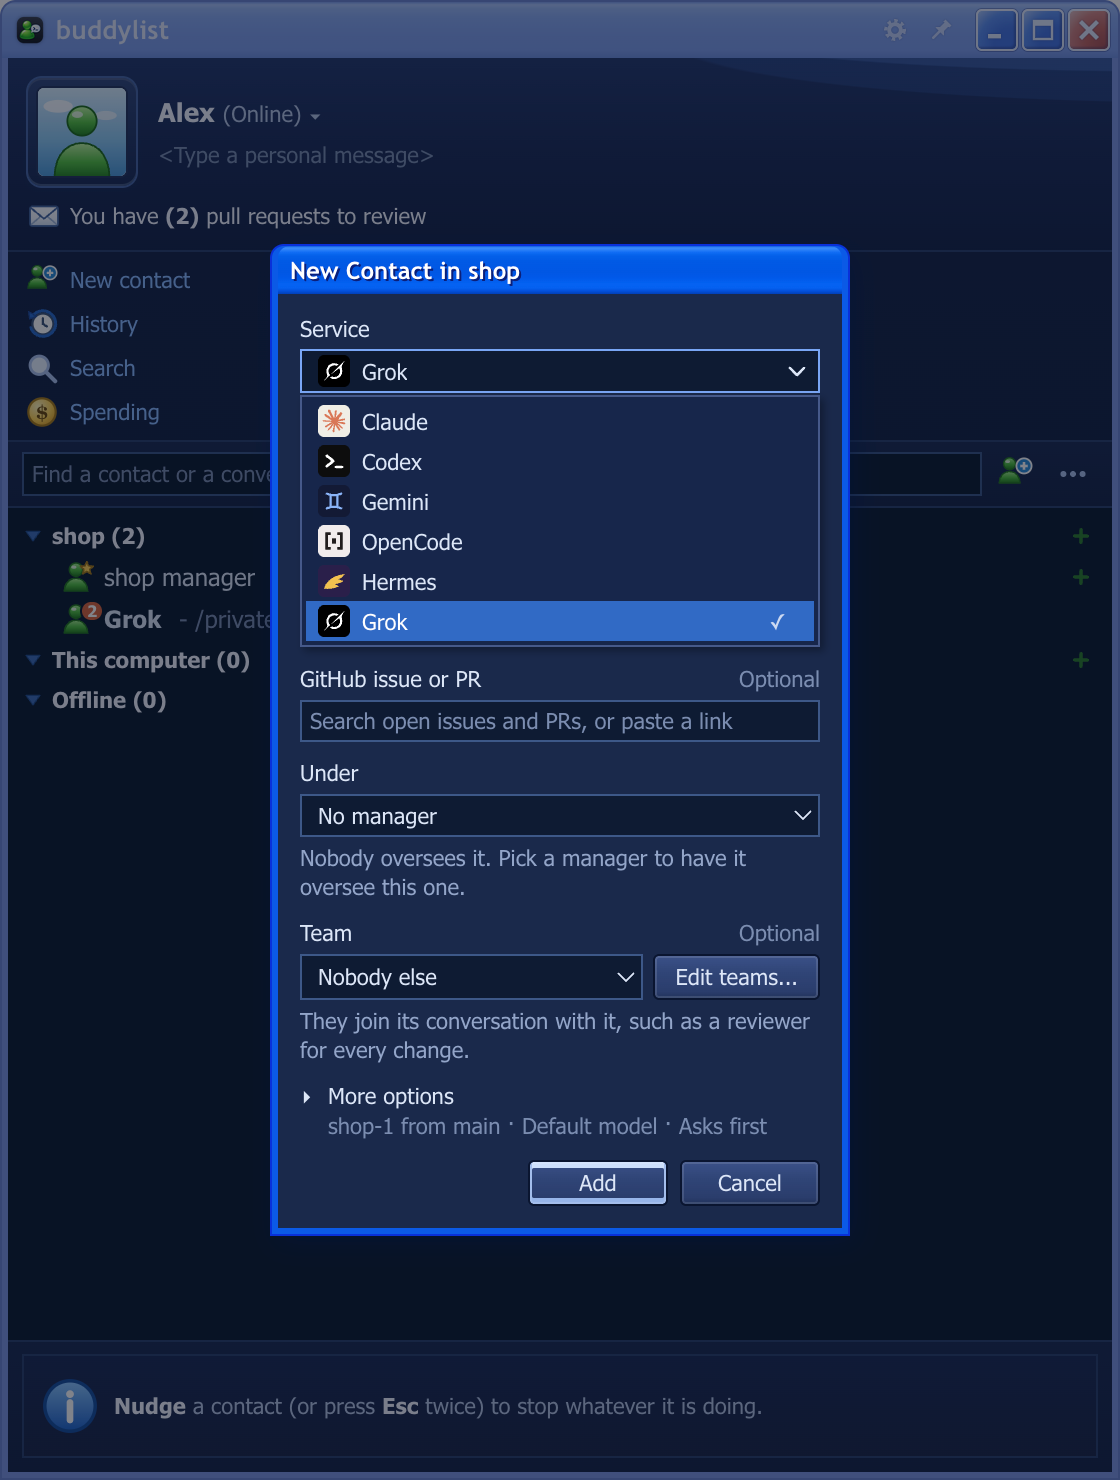 buddylist
Alex (Online)
<Type a personal message>
You have (2) pull requests to review
New contact
History
Search
Spending
Find a contact or a conve
shop (2)
shop manager
2
Grok - /private
This computer (0)
Offline (0)
New Contact in shop
Service
Grok
Claude
Codex
Gemini
OpenCode
Hermes
Grok
GitHub issue or PR Optional
Search open issues and PRs, or paste a link
Under
No manager
Nobody oversees it. Pick a manager to have it
oversee this one.
Team Optional
Nobody else
Edit teams...
They join its conversation with it, such as a reviewer
for every change.
More options
shop-1 from main · Default model · Asks first
Add
Cancel
Nudge a contact (or press Esc twice) to stop whatever it is doing.